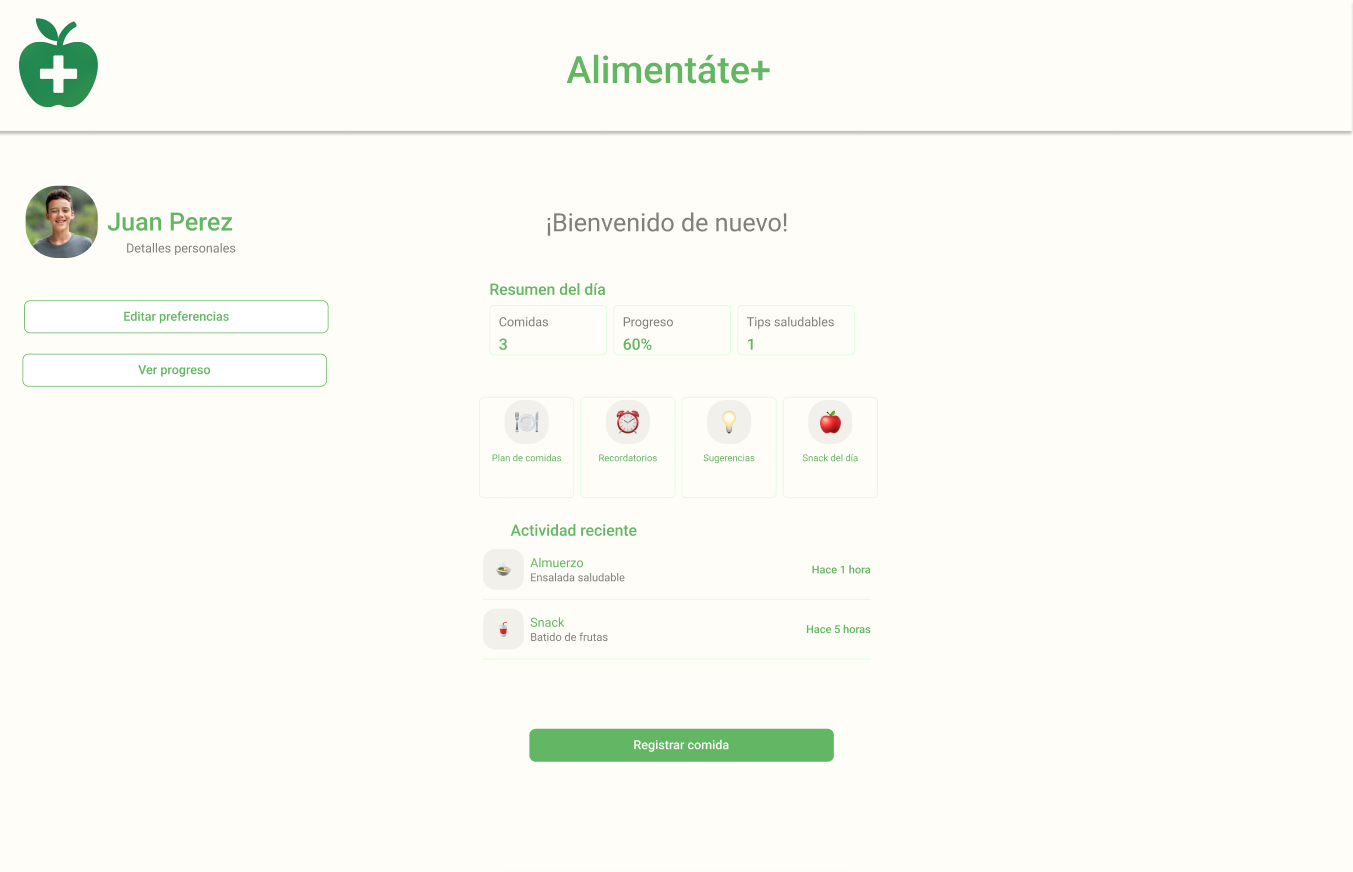 Alimentáte+
Juan Perez
Detalles personales
Editar preferencias
Ver progreso
¡Bienvenido de nuevo!
Resumen del día
Comidas
3
Progreso
60%
Tips saludables
1
Plan de comidas
Recordatorios
Sugerencias
Snack del día
Actividad reciente
Almuerzo
Ensalada saludable
Hace 1 hora
Snack
Batido de frutas
Hace 5 horas
Registrar comida